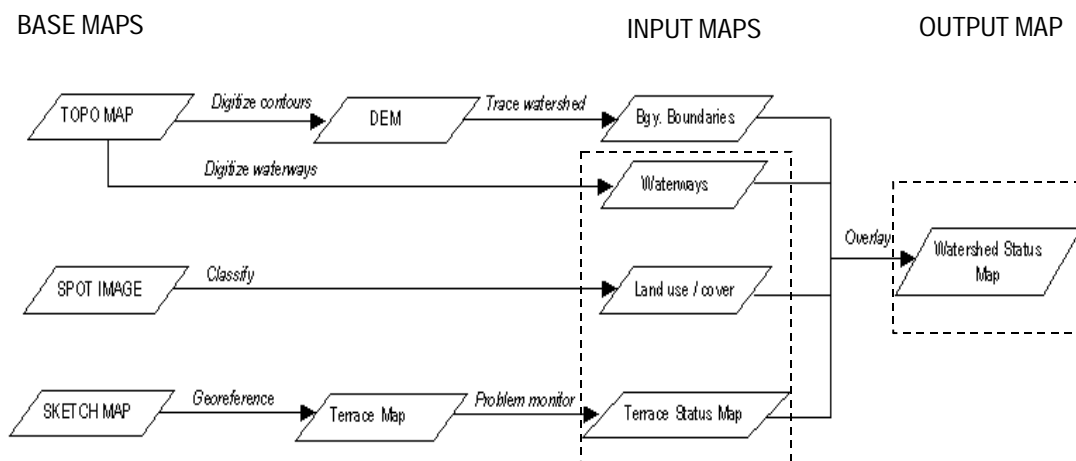 BASE MAPS
INPUT MAPS
OUTPUT MAP
TOPO MAP
Digitize contours
DEM
Trace watershed
Bgy. Boundaries
Digitize waterways
Waterways
Overlay
Watershed Status
Map
SPOT IMAGE
Classify
Land use / cover
SKETCH MAP
Georeference
Terrace Map
Problem monitor
Terrace Status Map